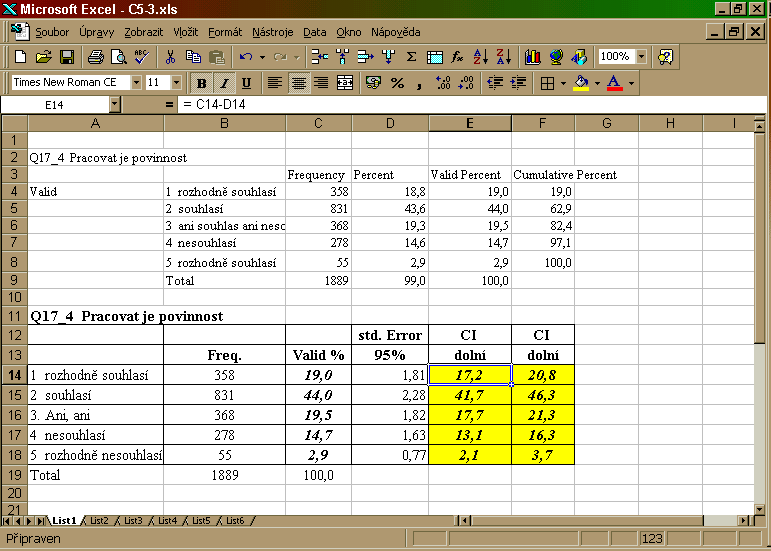 Microsoft Excel - C5-3.xls
Soubor Úpravy Zobrazit Vložit Formát Nástroje Data Okno Nápověda
100%
Times New Roman CE 11 B I U
E14 = = C14-D14
A B C D E F G H I
1
2 Q17_4 Pracovat je povinnost
3 Frequency Percent Valid Percent Cumulative Percent
4 Valid 1 rozhodně souhlasí 358 18,8 19,0 19,0
5 2 souhlasí 831 43,6 44,0 62,9
6 3 ani souhlas ani neso 368 19,3 19,5 82,4
7 4 nesouhlasí 278 14,6 14,7 97,1
8 5 rozhodně souhlasí 55 2,9 2,9 100,0
9 Total 1889 99,0 100,0
10
11 Q17_4 Pracovat je povinnost
12 std. Error CI CI
13 Freq. Valid % 95% dolní dolní
14 1 rozhodně souhlasí 358 19,0 1,81 17,2 20,8
15 2 souhlasí 831 44,0 2,28 41,7 46,3
16 3. Ani, ani 368 19,5 1,82 17,7 21,3
17 4 nesouhlasí 278 14,7 1,63 13,1 16,3
18 5 rozhodně nesouhlasí 55 2,9 0,77 2,1 3,7
19 Total 1889 100,0
20
21
List1 List2 List3 List4 List5 List6
Připraven 123